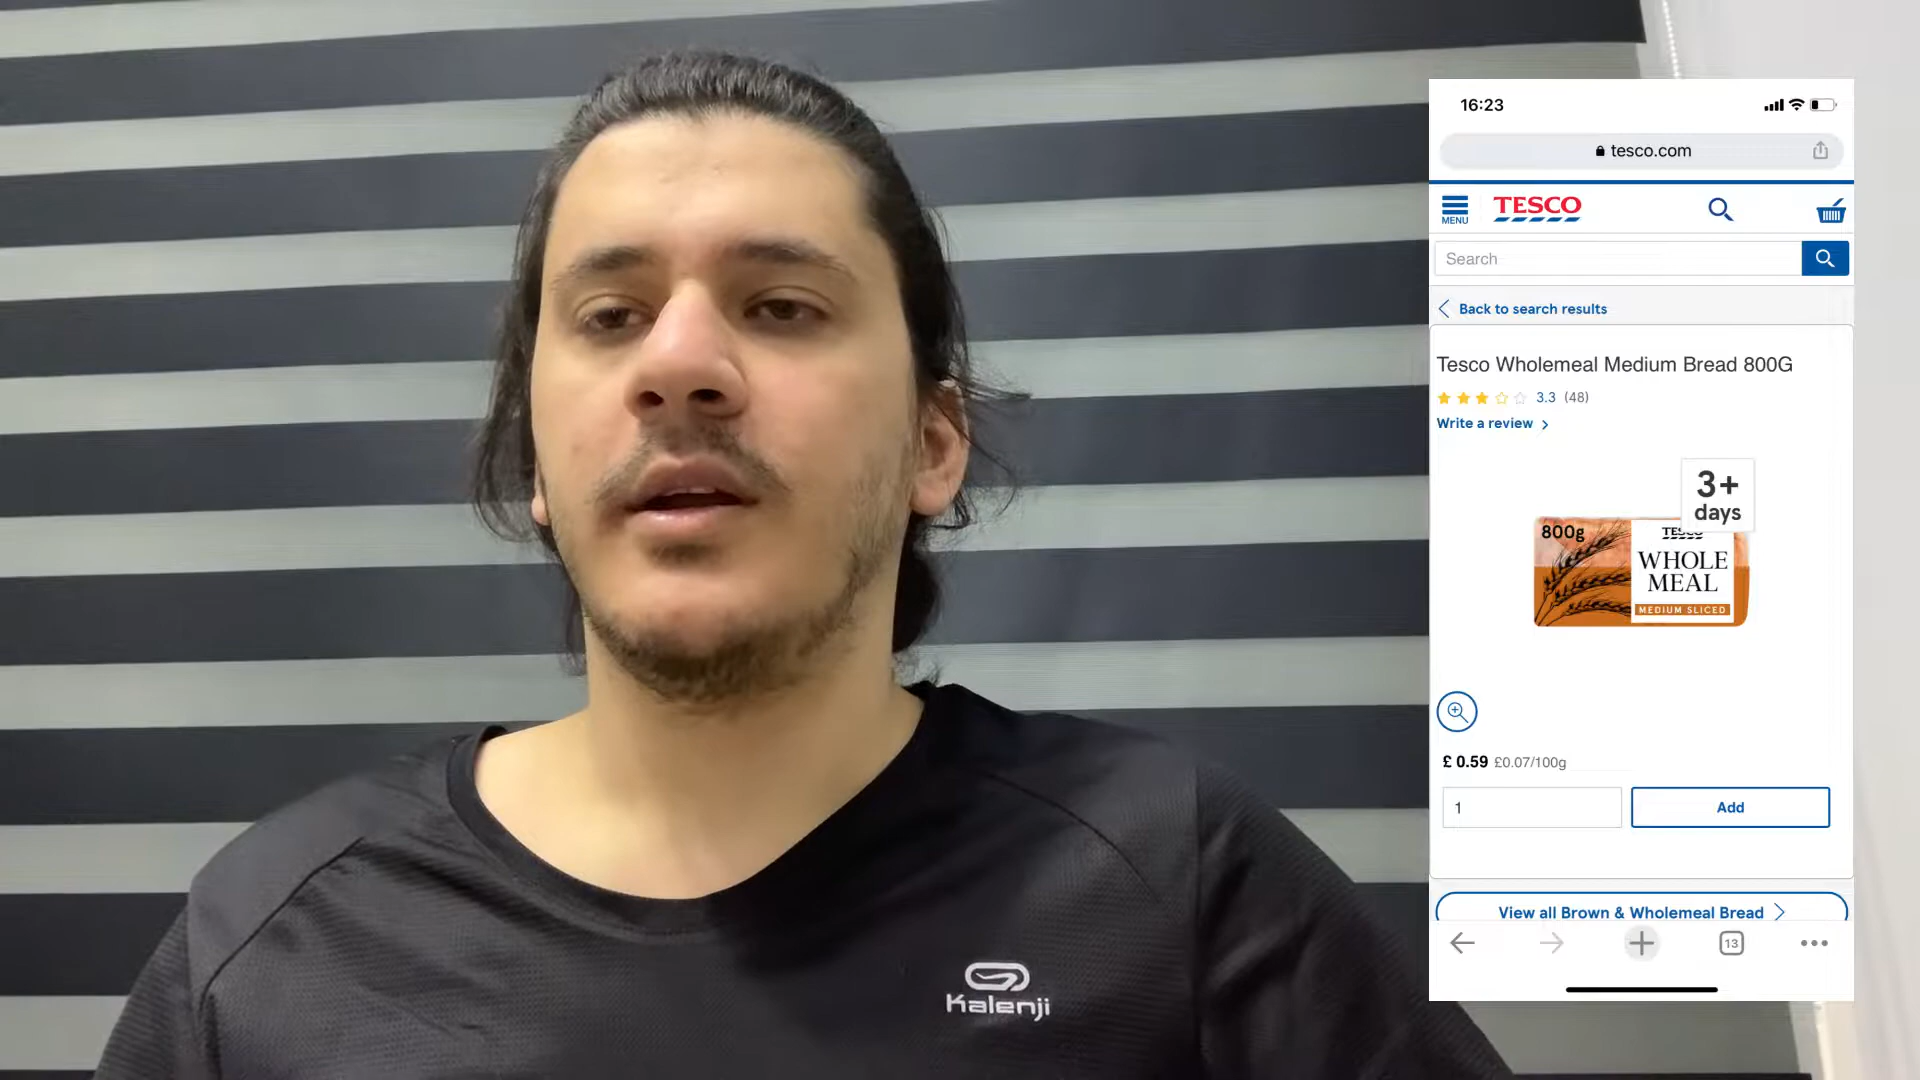 16:23
tesco.com
MENU
TESCO
Search
Back to search results
Tesco Wholemeal Medium Bread 800G
3.3 (48)
Write a review
3+
days
800g
TESCO
WHOLE
MEAL
MEDIUM SLICED
£ 0.59 £0.07/100g
1
Add
View all Brown & Wholemeal Bread
13
Kalenji